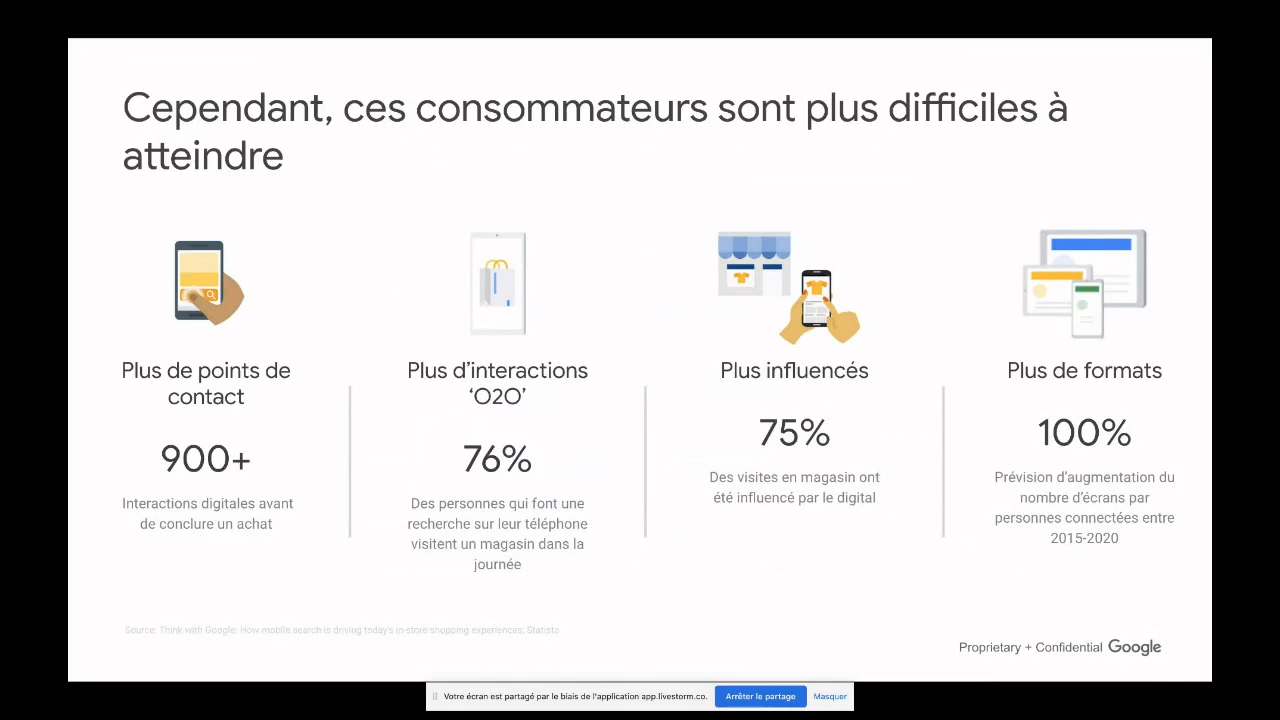 Cependant, ces consommateurs sont plus difficiles à
atteindre
Plus de points de
contact
900+
Interactions digitales avant
de conclure un achat
Plus d'interactions
‘O2O’
76%
Des personnes qui font une
recherche sur leur téléphone
visitent un magasin dans la
journée
Plus influencés
75%
Des visites en magasin ont
été influencé par le digital
Plus de formats
100%
Prévision d'augmentation du
nombre d'écrans par
personnes connectées entre
2015-2020
Source: Think with Google: How mobile search is driving today's in-store shopping experiences; Statista
Proprietary + Confidential Google
Votre écran est partagé par le biais de l'application app.livestorm.co.
Arrêter le partage
Masquer